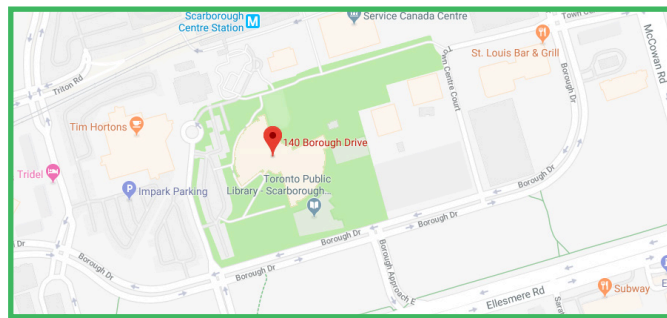 Scarborough
Centre Station
M
Service Canada Centre
Town C
McCowan Rd
St. Louis Bar & Grill
Triton Rd
Town Centre Court
Borough Dr
Tim Hortons
140 Borough Drive
Tridel
P
Impark Parking
Toronto Public
Library - Scarborough...
Borough Dr
Borough Dr
Dr
Borough Dr
Borough Dr
Borough Approach E
Ellesmere Rd
Subway
E